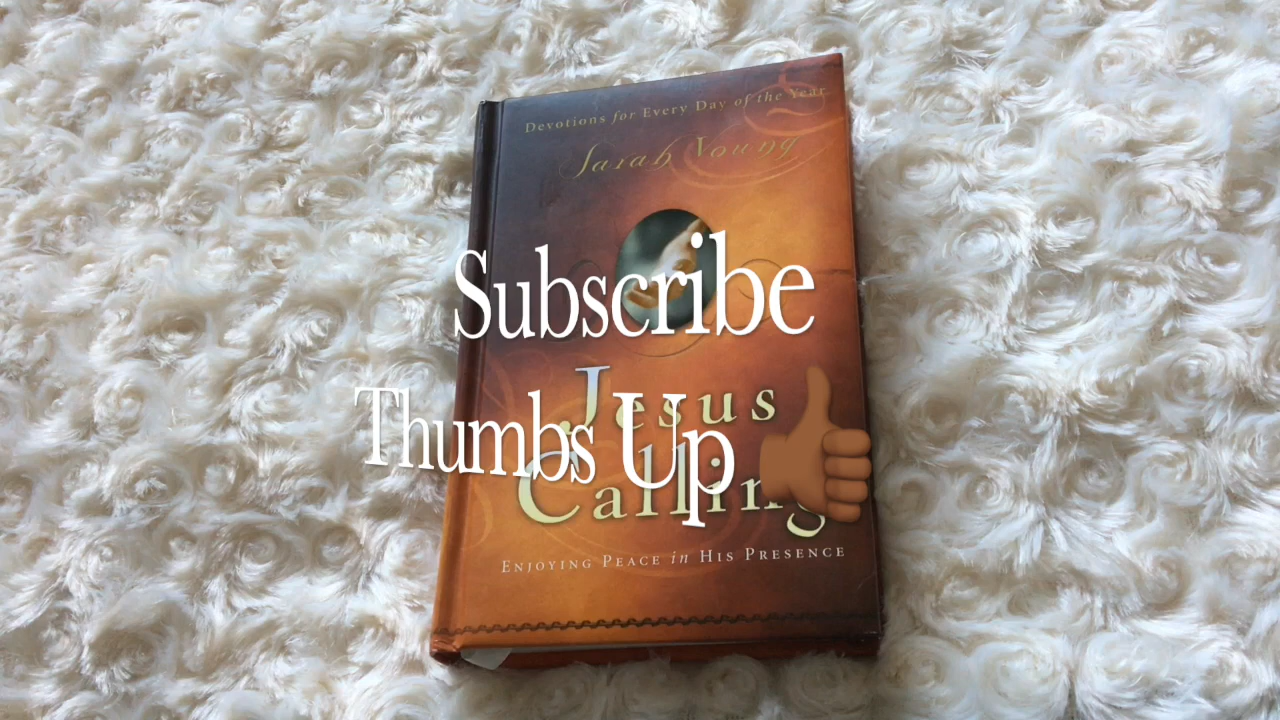 Devotions for Every Day of the Year
Sarah Young
Subscribe
Jesus
Thumbs Up
Calling
Enjoying Peace in His Presence